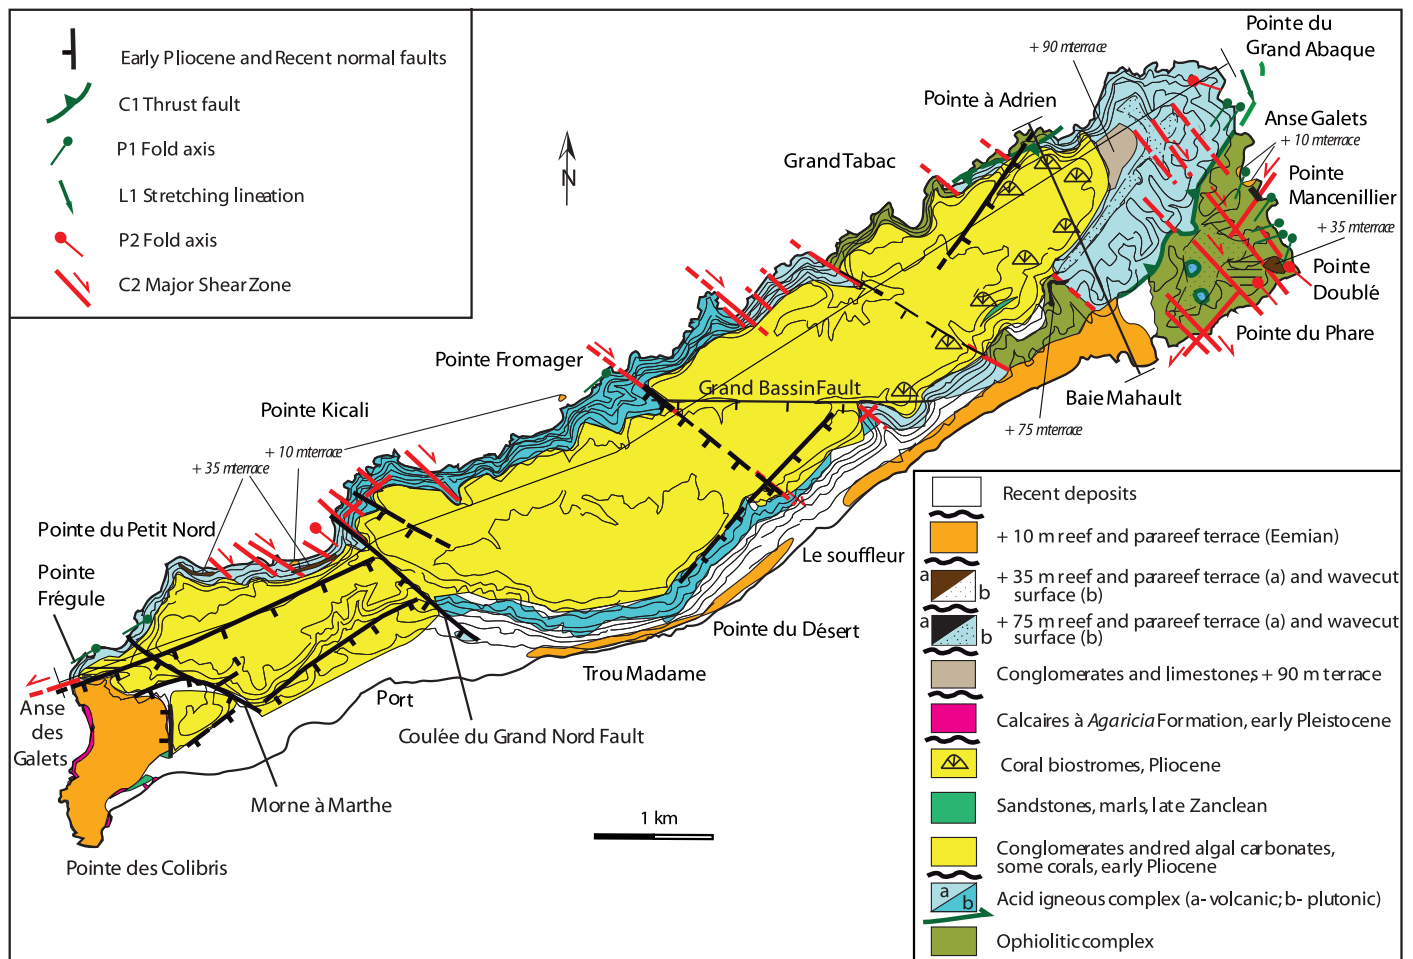 Early Pliocene and Recent normal faults
C1 Thrust fault
P1 Fold axis
L1 Stretching lineation
P2 Fold axis
C2 Major Shear Zone
N
Pointe du
Grand Abaque
+ 90 m terrace
Pointe à Adrien
Anse Galets
+ 10 m terrace
Grand Tabac
Pointe
Mancenillier
+ 35 m terrace
Pointe
Doublé
Pointe du Phare
Pointe Fromager
Grand Bassin Fault
Baie Mahault
Pointe Kicali
+ 75 m terrace
+ 10 m terrace
+ 35 m terrace
Pointe du Petit Nord
Le souffleur
Pointe
Frégule
Pointe du Désert
Trou Madame
Port
Anse
des
Galets
Coulée du Grand Nord Fault
Morne à Marthe
1 km
Pointe des Colibris
Recent deposits
+ 10 m reef and parareef terrace (Eemian)
a
b
+ 35 m reef and parareef terrace (a) and wavecut
surface (b)
a
b
+ 75 m reef and parareef terrace (a) and wavecut
surface (b)
Conglomerates and limestones, + 90 m terrace
Calcaires à Agaricia Formation, early Pleistocene
Coral biostromes, Pliocene
Sandstones, marls, late Zanclean
Conglomerates and red algal carbonates,
some corals, early Pliocene
a
b
Acid igneous complex (a- volcanic; b- plutonic)
Ophiolitic complex